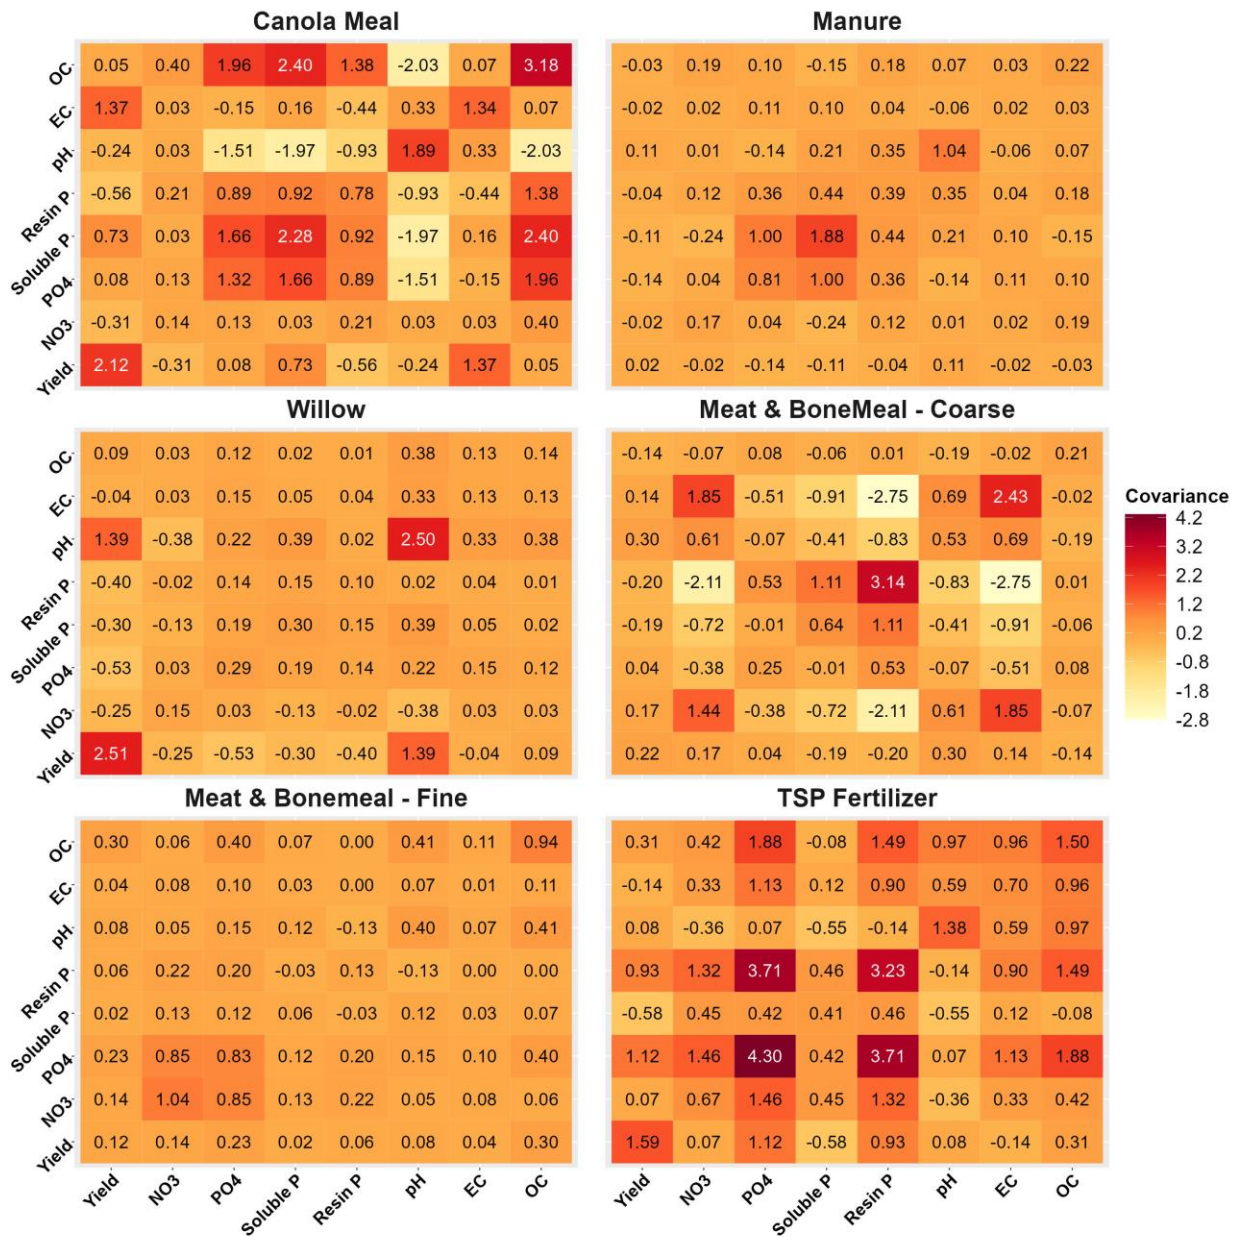 Canola Meal Manure
OC 0.05 0.40 1.96 2.40 1.38 -2.03 0.07 3.18 -0.03 0.19 0.10 -0.15 0.18 0.07 0.03 0.22
EC 1.37 0.03 -0.15 0.16 -0.44 0.33 1.34 0.07 -0.02 0.02 0.11 0.10 0.04 -0.06 0.02 0.03
pH -0.24 0.03 -1.51 -1.97 -0.93 1.89 0.33 -2.03 0.11 0.01 -0.14 0.21 0.35 1.04 -0.06 0.07
Resin P -0.56 0.21 0.89 0.92 0.78 -0.93 -0.44 1.38 -0.04 0.12 0.36 0.44 0.39 0.35 0.04 0.18
Soluble P 0.73 0.03 1.66 2.28 0.92 -1.97 0.16 2.40 -0.11 -0.24 1.00 1.88 0.44 0.21 0.10 -0.15
PO4 0.08 0.13 1.32 1.66 0.89 -1.51 -0.15 1.96 -0.14 0.04 0.81 1.00 0.36 -0.14 0.11 0.10
NO3 -0.31 0.14 0.13 0.03 0.21 0.03 0.03 0.40 -0.02 0.17 0.04 -0.24 0.12 0.01 0.02 0.19
Yield 2.12 -0.31 0.08 0.73 -0.56 -0.24 1.37 0.05 0.02 -0.02 -0.14 -0.11 -0.04 0.11 -0.02 -0.03
Willow Meat & BoneMeal - Coarse
OC 0.09 0.03 0.12 0.02 0.01 0.38 0.13 0.14 -0.14 -0.07 0.08 -0.06 0.01 -0.19 -0.02 0.21
EC -0.04 0.03 0.15 0.05 0.04 0.33 0.13 0.13 0.14 1.85 -0.51 -0.91 -2.75 0.69 2.43 -0.02
pH 1.39 -0.38 0.22 0.39 0.02 2.50 0.33 0.38 0.30 0.61 -0.07 -0.41 -0.83 0.53 0.69 -0.19
Resin P -0.40 -0.02 0.14 0.15 0.10 0.02 0.04 0.01 -0.20 -2.11 0.53 1.11 3.14 -0.83 -2.75 0.01
Soluble P -0.30 -0.13 0.19 0.30 0.15 0.39 0.05 0.02 -0.19 -0.72 -0.01 0.64 1.11 -0.41 -0.91 -0.06
PO4 -0.53 0.03 0.29 0.19 0.14 0.22 0.15 0.12 0.04 -0.38 0.25 -0.01 0.53 -0.07 -0.51 0.08
NO3 -0.25 0.15 0.03 -0.13 -0.02 -0.38 0.03 0.03 0.17 1.44 -0.38 -0.72 -2.11 0.61 1.85 -0.07
Yield 2.51 -0.25 -0.53 -0.30 -0.40 1.39 -0.04 0.09 0.22 0.17 0.04 -0.19 -0.20 0.30 0.14 -0.14
Covariance
4.2
3.2
2.2
1.2
0.2
-0.8
-1.8
-2.8
Meat & Bonemeal - Fine TSP Fertilizer
OC 0.30 0.06 0.40 0.07 0.00 0.41 0.11 0.94 0.31 0.42 1.88 -0.08 1.49 0.97 0.96 1.50
EC 0.04 0.08 0.10 0.03 0.00 0.07 0.01 0.11 -0.14 0.33 1.13 0.12 0.90 0.59 0.70 0.96
pH 0.08 0.05 0.15 0.12 -0.13 0.40 0.07 0.41 0.08 -0.36 0.07 -0.55 -0.14 1.38 0.59 0.97
Resin P 0.06 0.22 0.20 -0.03 0.13 -0.13 0.00 0.00 0.93 1.32 3.71 0.46 3.23 -0.14 0.90 1.49
Soluble P 0.02 0.13 0.12 0.06 -0.03 0.12 0.03 0.07 -0.58 0.45 0.42 0.41 0.46 -0.55 0.12 -0.08
PO4 0.23 0.85 0.83 0.12 0.20 0.15 0.10 0.40 1.12 1.46 4.30 0.42 3.71 0.07 1.13 1.88
NO3 0.14 1.04 0.85 0.13 0.22 0.05 0.08 0.06 0.07 0.67 1.46 0.45 1.32 -0.36 0.33 0.42
Yield 0.12 0.14 0.23 0.02 0.06 0.08 0.04 0.30 1.59 0.07 1.12 -0.58 0.93 0.08 -0.14 0.31
Yield NO3 PO4 Soluble P Resin P pH EC OC Yield NO3 PO4 Soluble P Resin P pH EC OC